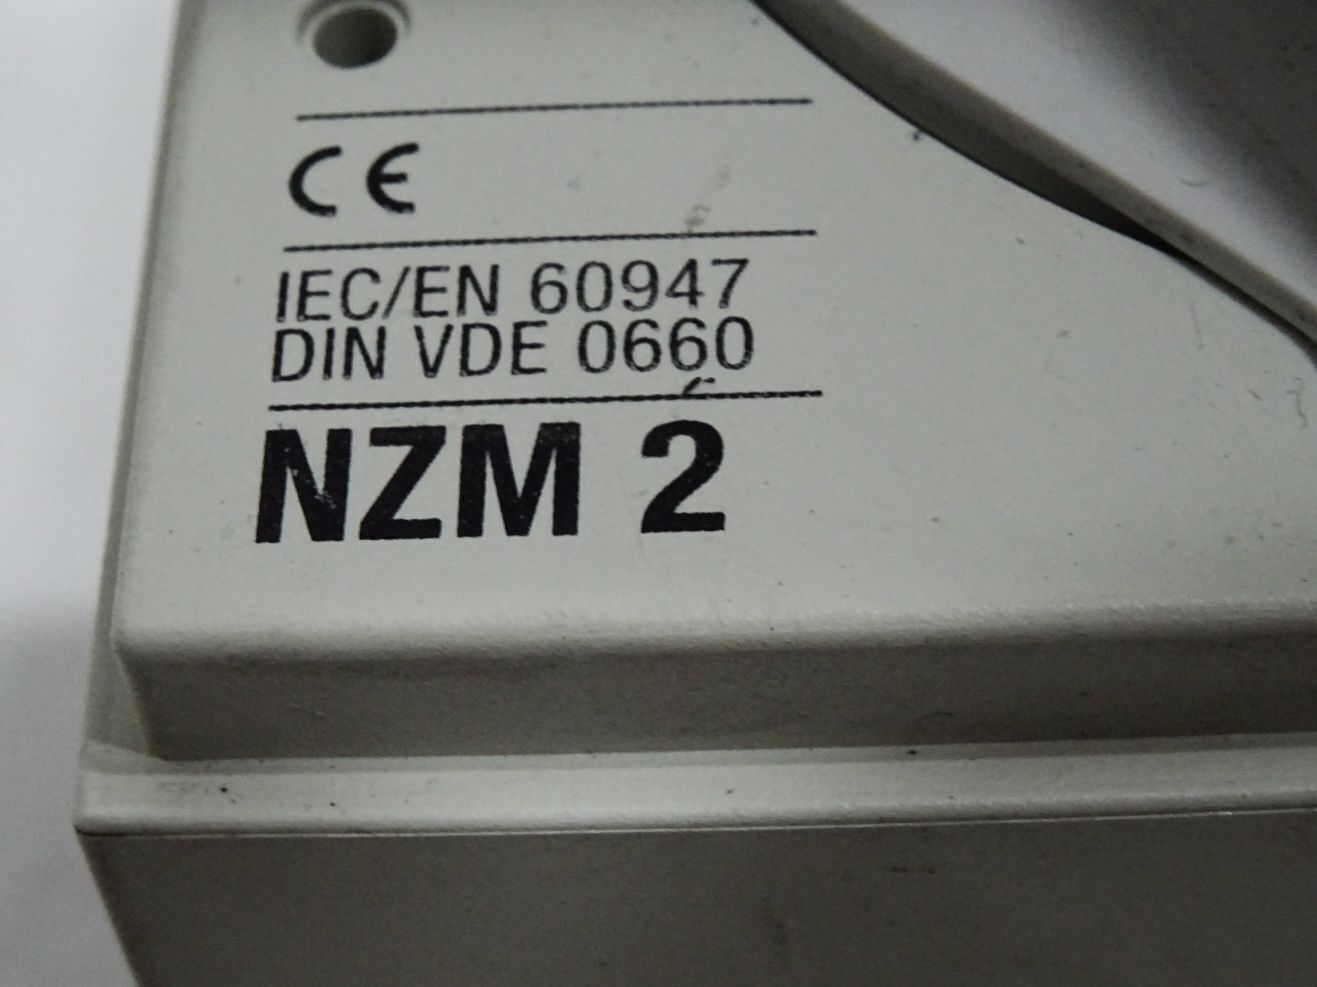 CE
IEC/EN 60947
DIN VDE 0660
NZM 2